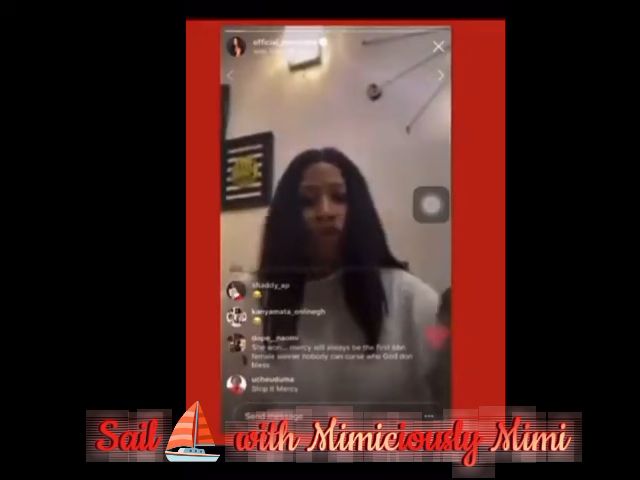 shaddy_ap
kanyamata_onlinegh
dope_naomi
She won... mercy will always be the first bbn
female winner nobody can curse who God don
bless
ucheuduma
Stop it Mercy
Send message
Sail with Mimiciously Mimi